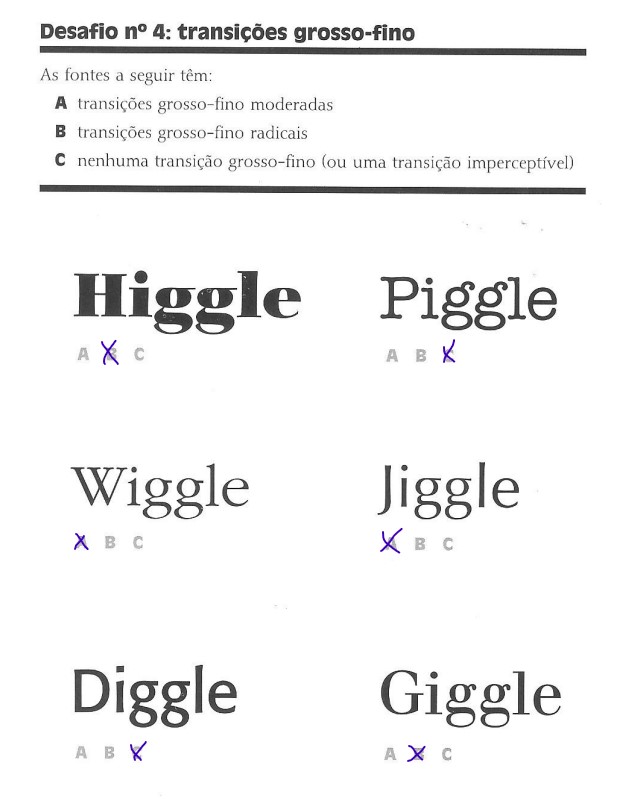 Desafio nº 4: transições grosso-fino
As fontes a seguir têm:
A transições grosso-fino moderadas
B transições grosso-fino radicais
C nenhuma transição grosso-fino (ou uma transição imperceptível)
Higgle Piggle
A B C A B C
Wiggle Jiggle
A B C A B C
Diggle Giggle
A B C A B C